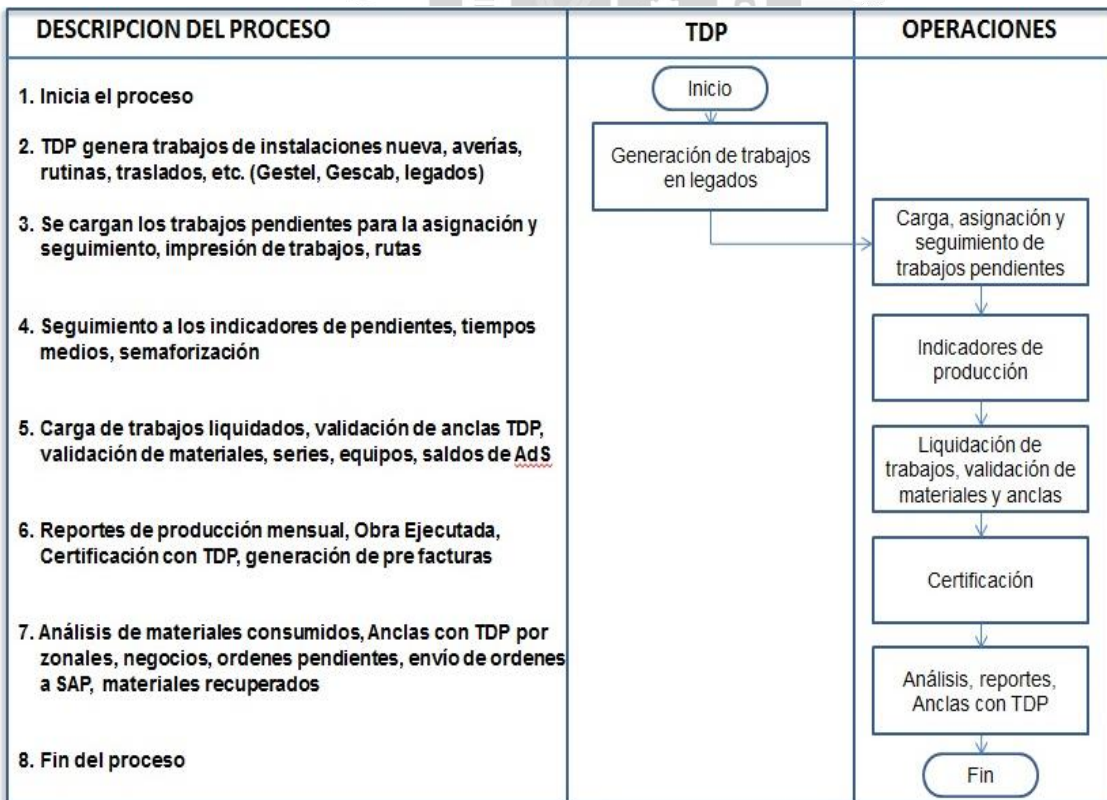 DESCRIPCION DEL PROCESO
TDP
OPERACIONES
1. Inicia el proceso
2. TDP genera trabajos de instalaciones nueva, averías,
rutinas, traslados, etc. (Gestel, Gescab, legados)
3. Se cargan los trabajos pendientes para la asignación y
seguimiento, impresión de trabajos, rutas
4. Seguimiento a los indicadores de pendientes, tiempos
medios, semaforización
5. Carga de trabajos liquidados, validación de anclas TDP,
validación de materiales, series, equipos, saldos de AdS
6. Reportes de producción mensual, Obra Ejecutada,
Certificación con TDP, generación de pre facturas
7. Análisis de materiales consumidos, Anclas con TDP por
zonales, negocios, ordenes pendientes, envío de ordenes
a SAP, materiales recuperados
8. Fin del proceso
Inicio
Generación de trabajos
en legados
Carga, asignación y
seguimiento de
trabajos pendientes
Indicadores de
producción
Liquidación de
trabajos, validación de
materiales y anclas
Certificación
Análisis, reportes,
Anclas con TDP
Fin